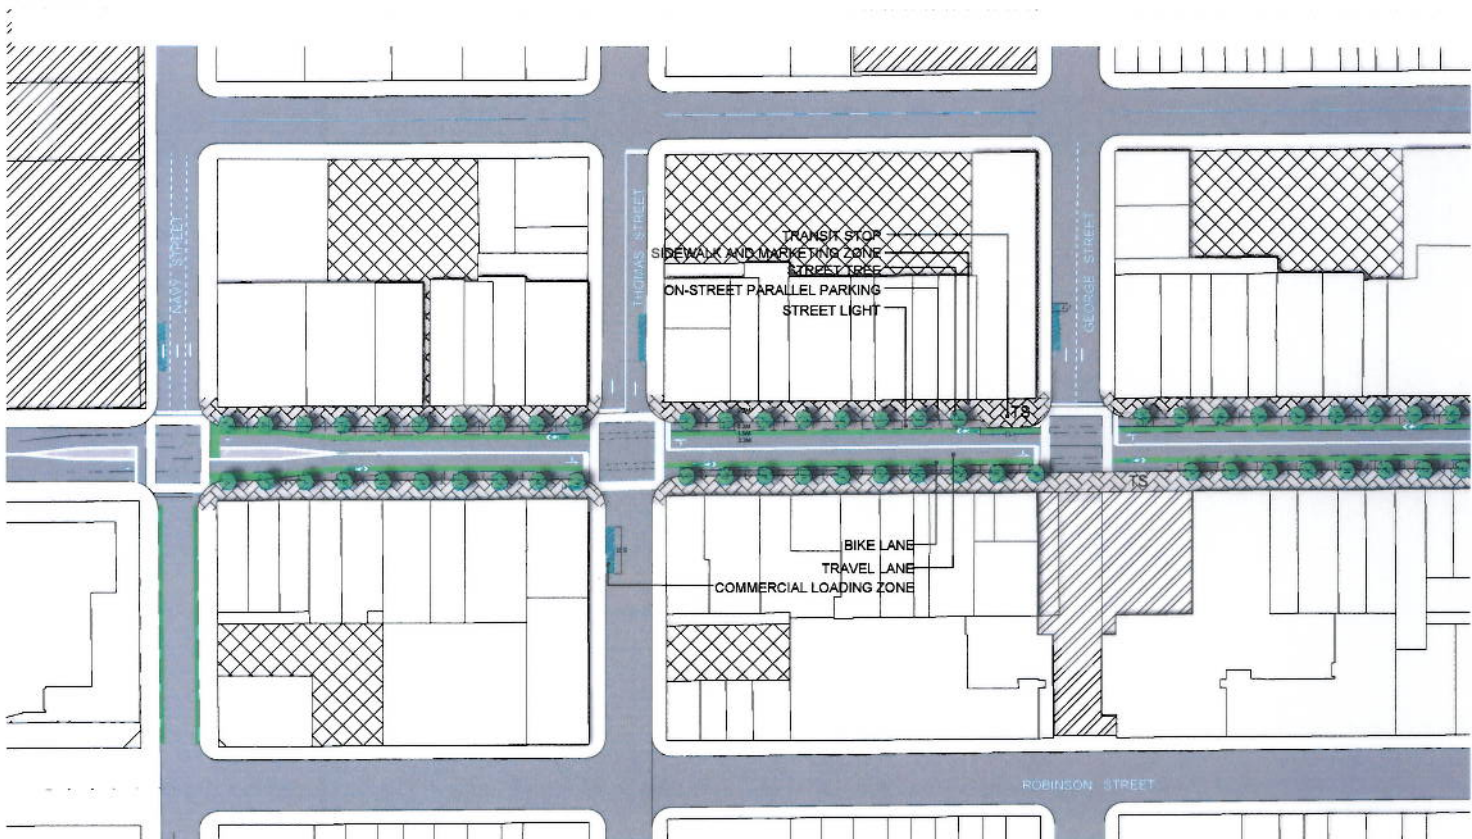 NAVY STREET
THOMAS STREET
GEORGE STREET
TRANSIT STOP
SIDEWALK AND MARKETING ZONE
STREET TREE
ON-STREET PARALLEL PARKING
STREET LIGHT
TS
TS
BIKE LANE
TRAVEL LANE
COMMERCIAL LOADING ZONE
ROBINSON STREET